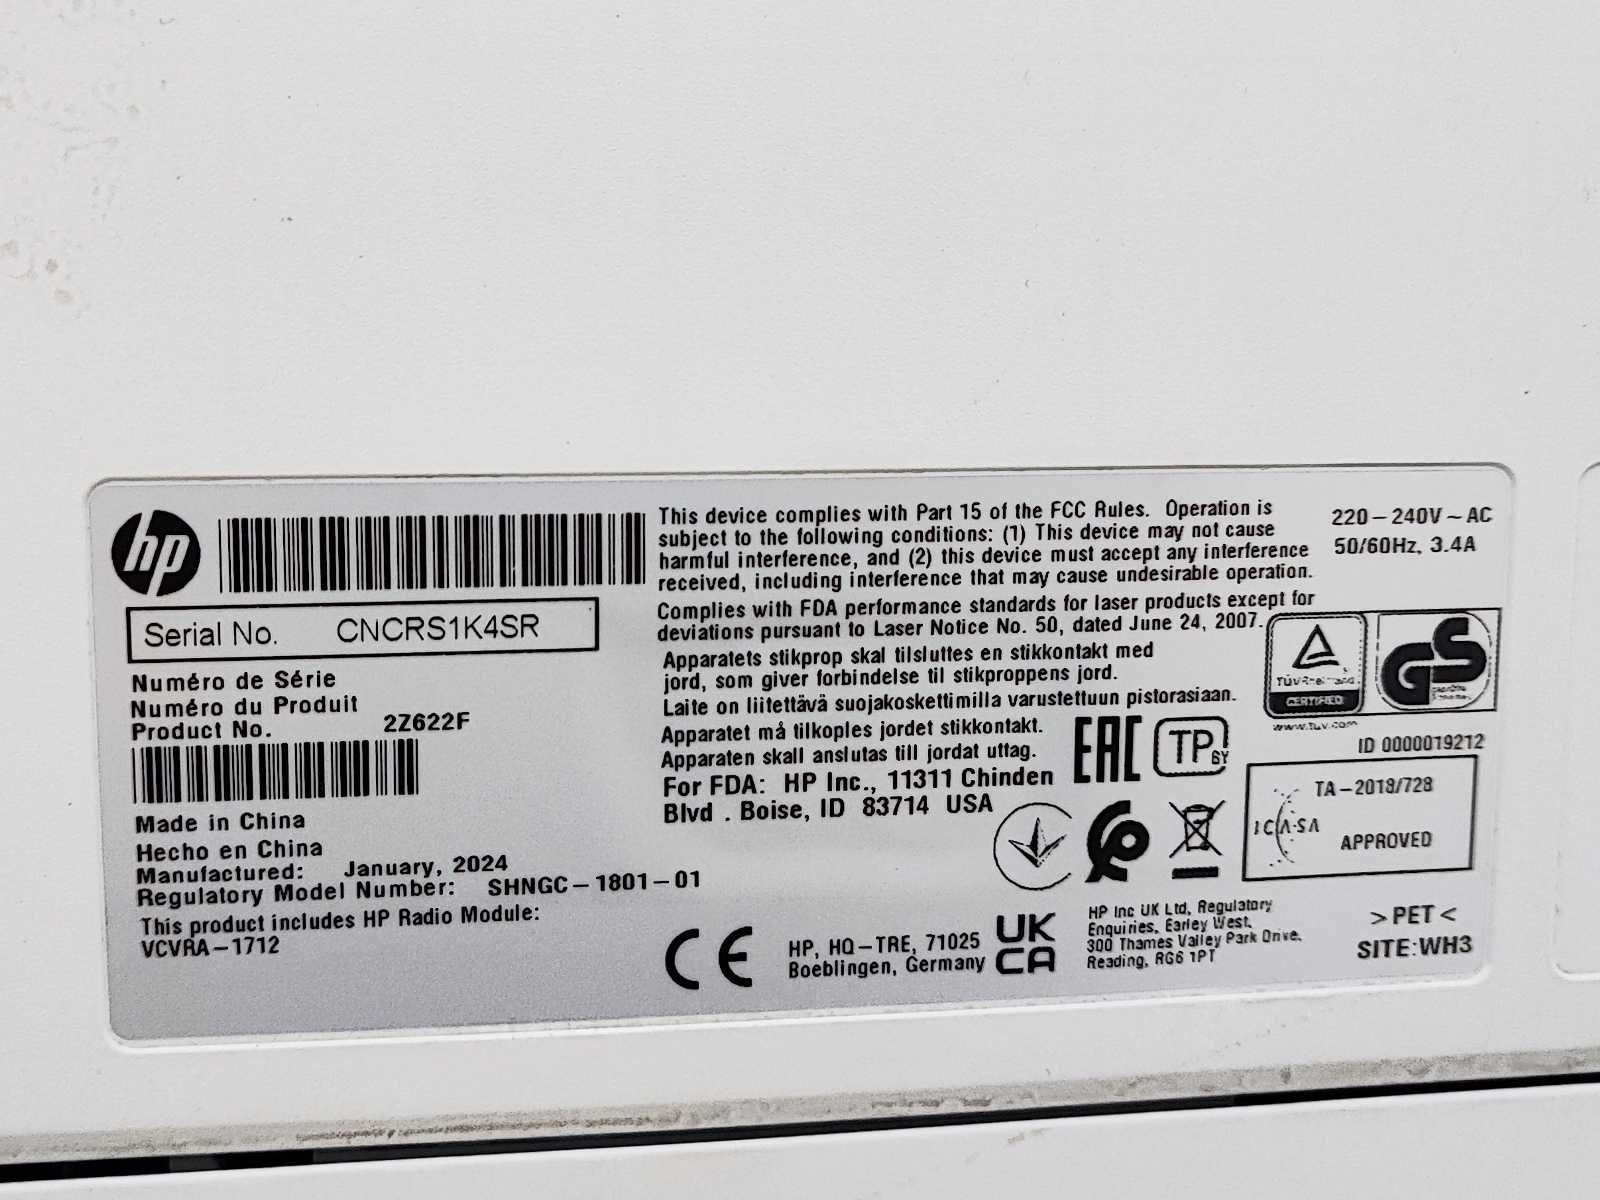 hp
Serial No. CNCRS1K4SR
Numéro de Série
Numéro du Produit
Product No. 2Z622F
Made in China
Hecho en China
Manufactured: January, 2024
Regulatory Model Number: SHNGC-1801-01
This product includes HP Radio Module:
VCVRA-1712
This device complies with Part 15 of the FCC Rules. Operation is
subject to the following conditions: (1) This device may not cause
harmful interference, and (2) this device must accept any interference
received, including interference that may cause undesirable operation.
Complies with FDA performance standards for laser products except for
deviations pursuant to Laser Notice No. 50, dated June 24, 2007.
Apparatets stikprop skal tilsluttes en stikkontakt med
jord, som giver forbindelse til stikproppens jord.
Laite on liitettävä suojakoskettimilla varustettuun pistorasiaan.
Apparatet må tilkoples jordet stikkontakt.
Apparaten skall anslutas till jordat uttag.
For FDA: HP Inc., 11311 Chinden
Blvd . Boise, ID 83714 USA
EAC
TP
BY
CE
HP, HQ-TRE, 71025
Boeblingen, Germany
UK
CA
HP Inc UK Ltd, Regulatory
Enquiries, Earley West,
300 Thames Valley Park Drive,
Reading, RG6 1PT
220-240V~AC
50/60Hz, 3.4A
TÜVRheinland
CERTIFIED
GS
www.tuv.com
ID 0000019212
TA-2018/728
ICASA
APPROVED
>PET<
SITE:WH3